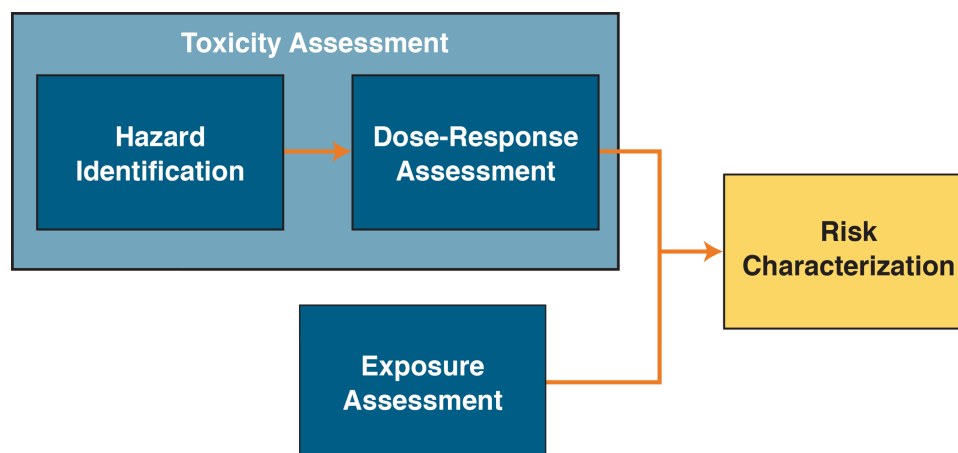 Toxicity Assessment
Hazard
Identification
Dose-Response
Assessment
Risk
Characterization
Exposure
Assessment